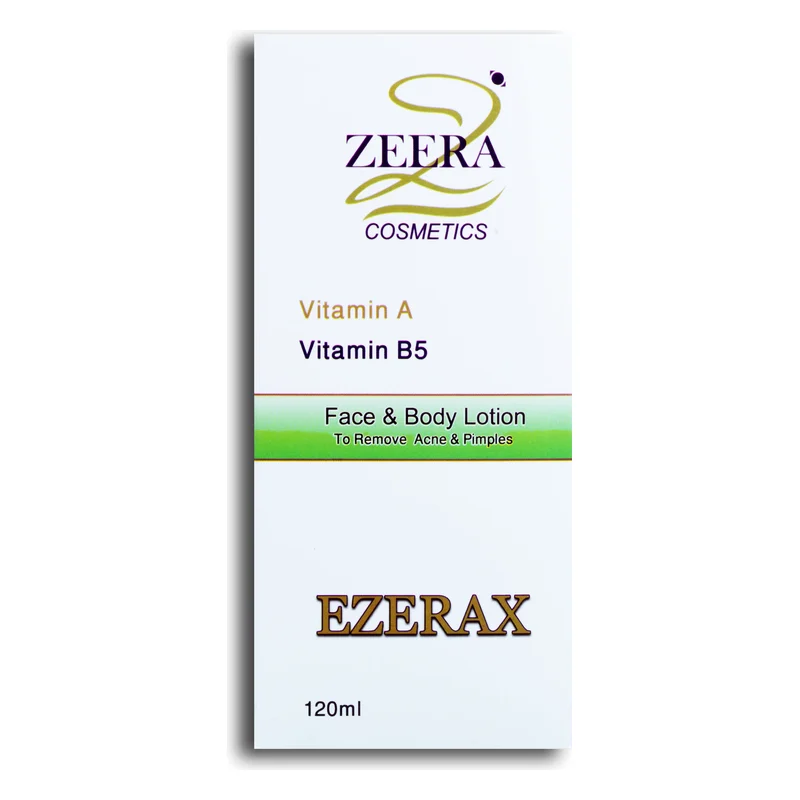 ZEERA
COSMETICS
Vitamin A
Vitamin B5
Face & Body Lotion
To Remove Acne & Pimples
EZERAX
120ml